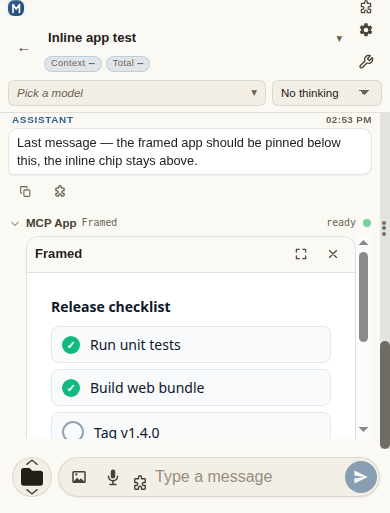 M
Inline app test
Context --
Total --
Pick a model
No thinking
ASSISTANT
02:53 PM
Last message — the framed app should be pinned below
this, the inline chip stays above.
MCP App Framed
ready
Framed
Release checklist
Run unit tests
Build web bundle
Tag v1.4.0
Type a message